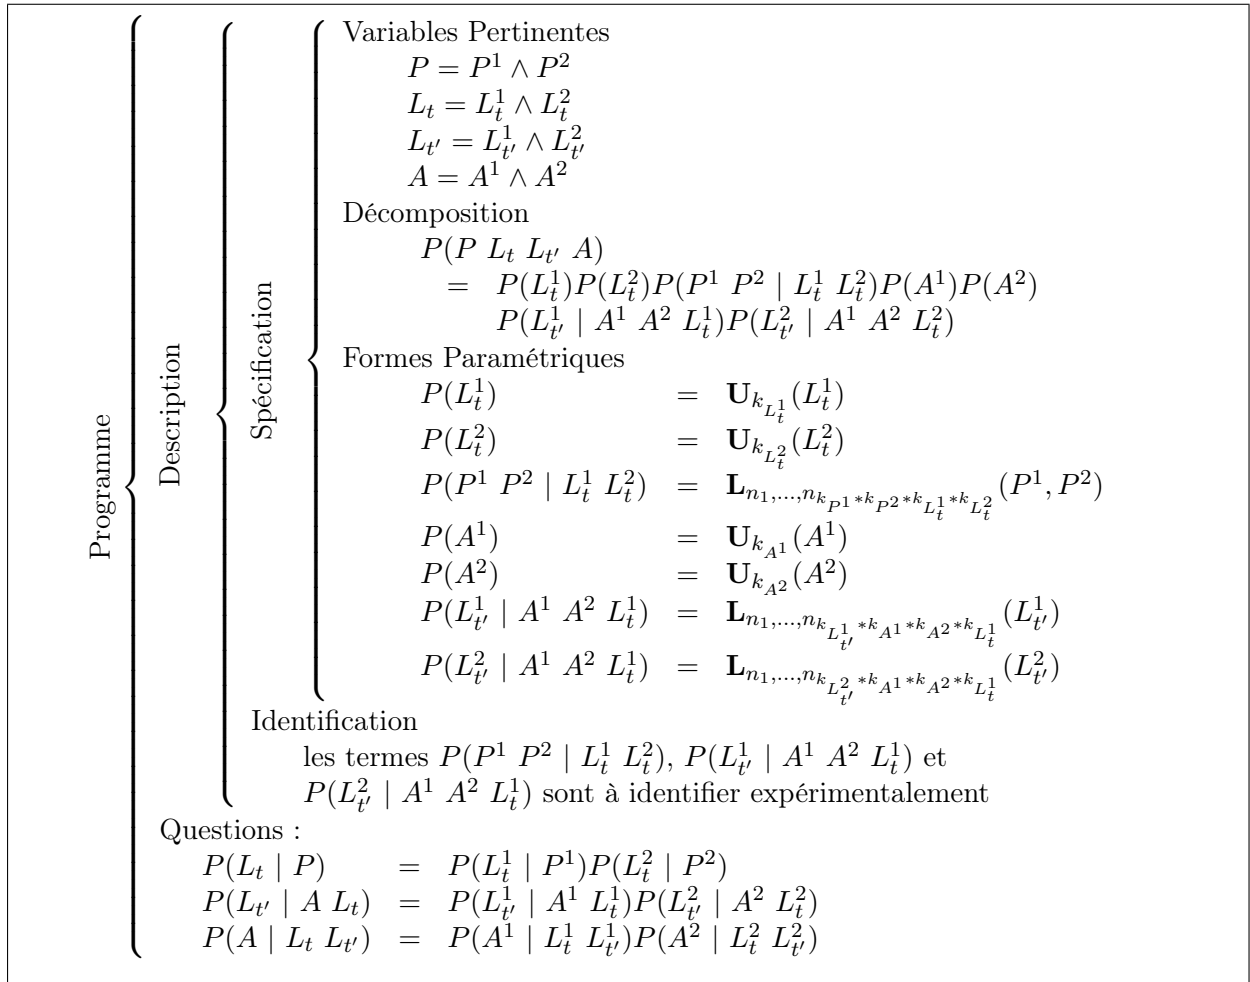 Programme
Description
Spécification
Variables Pertinentes
P = P^1 ∧ P^2
L_t = L_t^1 ∧ L_t^2
L_{t'} = L_{t'}^1 ∧ L_{t'}^2
A = A^1 ∧ A^2
Décomposition
P(P L_t L_{t'} A)
= P(L_t^1)P(L_t^2)P(P^1 P^2 | L_t^1 L_t^2)P(A^1)P(A^2)
P(L_{t'}^1 | A^1 A^2 L_t^1)P(L_{t'}^2 | A^1 A^2 L_t^2)
Formes Paramétriques
P(L_t^1) = U_{k_{L_t^1}}(L_t^1)
P(L_t^2) = U_{k_{L_t^2}}(L_t^2)
P(P^1 P^2 | L_t^1 L_t^2) = L_{n_1,...,n_{k_{P^1}*k_{P^2}*k_{L_t^1}*k_{L_t^2}}}(P^1, P^2)
P(A^1) = U_{k_{A^1}}(A^1)
P(A^2) = U_{k_{A^2}}(A^2)
P(L_{t'}^1 | A^1 A^2 L_t^1) = L_{n_1,...,n_{k_{L_{t'}^1}*k_{A^1}*k_{A^2}*k_{L_t^1}}}(L_{t'}^1)
P(L_{t'}^2 | A^1 A^2 L_t^1) = L_{n_1,...,n_{k_{L_{t'}^2}*k_{A^1}*k_{A^2}*k_{L_t^1}}}(L_{t'}^2)
Identification
les termes P(P^1 P^2 | L_t^1 L_t^2), P(L_{t'}^1 | A^1 A^2 L_t^1) et
P(L_{t'}^2 | A^1 A^2 L_t^1) sont à identifier expérimentalement
Questions :
P(L_t | P) = P(L_t^1 | P^1)P(L_t^2 | P^2)
P(L_{t'} | A L_t) = P(L_{t'}^1 | A^1 L_t^1)P(L_{t'}^2 | A^2 L_t^2)
P(A | L_t L_{t'}) = P(A^1 | L_t^1 L_{t'}^1)P(A^2 | L_t^2 L_{t'}^2)